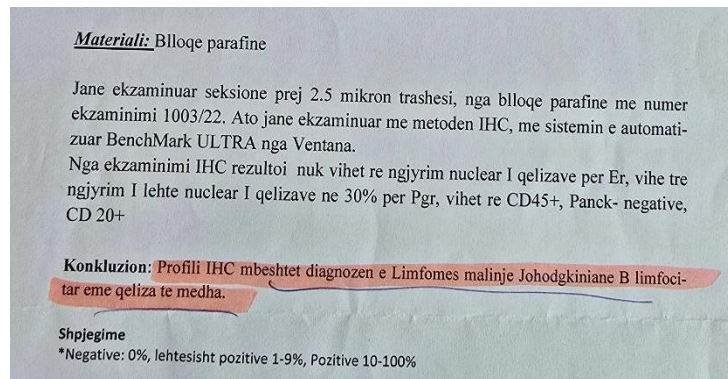 Materiali: Blloqe parafine
Jane ekzaminuar seksione prej 2.5 mikron trashesi, nga blloqe parafine me numer
ekzaminimi 1003/22. Ato jane ekzaminuar me metoden IHC, me sistemin e automati-
zuar BenchMark ULTRA nga Ventana.
Nga ekzaminimi IHC rezultoi nuk vihet re ngjyrim nuclear I qelizave per Er, vihe tre
ngjyrim I lehte nuclear I qelizave ne 30% per Pgr, vihet re CD45+, Panck- negative,
CD 20+
Konkluzion: Profili IHC mbeshtet diagnozen e Limfomes malinje Johodgkiniane B limfoci-
tar eme qeliza te medha.
Shpjegime
*Negative: 0%, lehtesisht pozitive 1-9%, Pozitive 10-100%